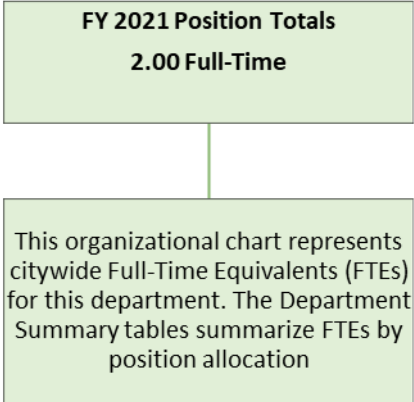 FY 2021 Position Totals
2.00 Full-Time
This organizational chart represents
citywide Full-Time Equivalents (FTEs)
for this department. The Department
Summary tables summarize FTEs by
position allocation